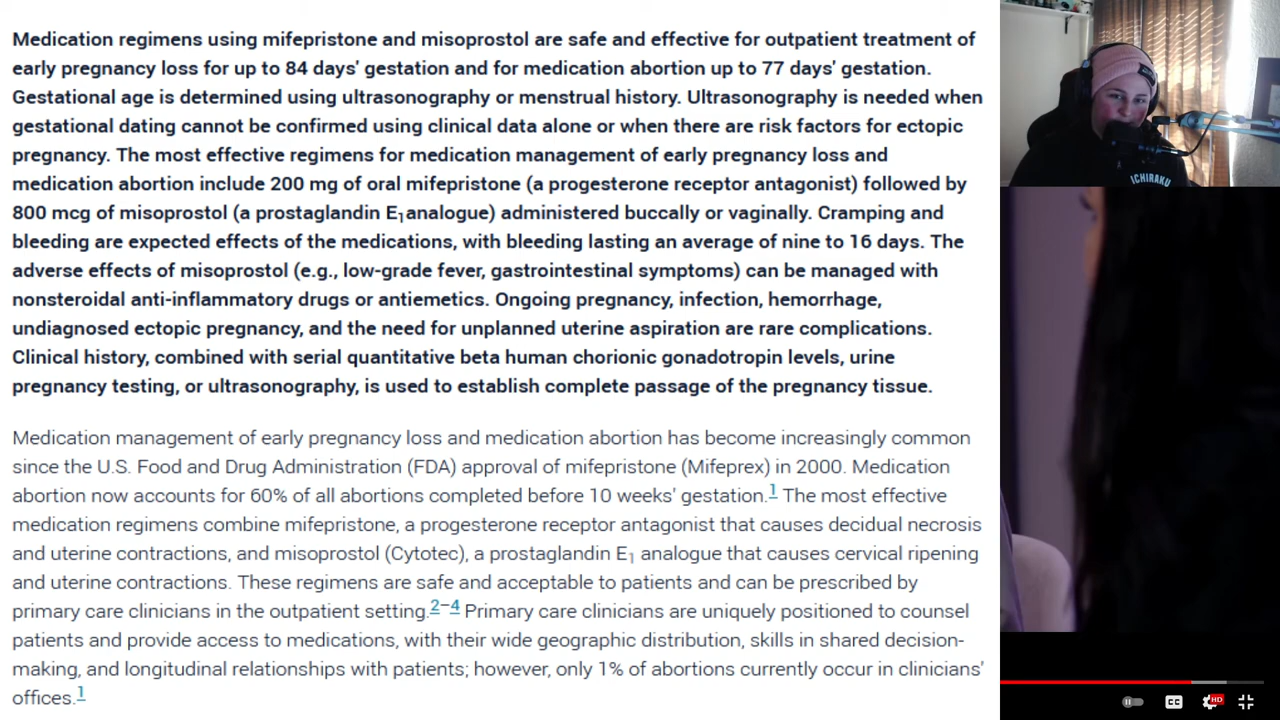 Medication regimens using mifepristone and misoprostol are safe and effective for outpatient treatment of
early pregnancy loss for up to 84 days' gestation and for medication abortion up to 77 days' gestation.
Gestational age is determined using ultrasonography or menstrual history. Ultrasonography is needed when
gestational dating cannot be confirmed using clinical data alone or when there are risk factors for ectopic
pregnancy. The most effective regimens for medication management of early pregnancy loss and
medication abortion include 200 mg of oral mifepristone (a progesterone receptor antagonist) followed by
800 mcg of misoprostol (a prostaglandin E1analogue) administered buccally or vaginally. Cramping and
bleeding are expected effects of the medications, with bleeding lasting an average of nine to 16 days. The
adverse effects of misoprostol (e.g., low-grade fever, gastrointestinal symptoms) can be managed with
nonsteroidal anti-inflammatory drugs or antiemetics. Ongoing pregnancy, infection, hemorrhage,
undiagnosed ectopic pregnancy, and the need for unplanned uterine aspiration are rare complications.
Clinical history, combined with serial quantitative beta human chorionic gonadotropin levels, urine
pregnancy testing, or ultrasonography, is used to establish complete passage of the pregnancy tissue.
Medication management of early pregnancy loss and medication abortion has become increasingly common
since the U.S. Food and Drug Administration (FDA) approval of mifepristone (Mifeprex) in 2000. Medication
abortion now accounts for 60% of all abortions completed before 10 weeks' gestation.1 The most effective
medication regimens combine mifepristone, a progesterone receptor antagonist that causes decidual necrosis
and uterine contractions, and misoprostol (Cytotec), a prostaglandin E1 analogue that causes cervical ripening
and uterine contractions. These regimens are safe and acceptable to patients and can be prescribed by
primary care clinicians in the outpatient setting.2–4 Primary care clinicians are uniquely positioned to counsel
patients and provide access to medications, with their wide geographic distribution, skills in shared decision-
making, and longitudinal relationships with patients; however, only 1% of abortions currently occur in clinicians'
offices.1
ICHIRAKU
CC
HD